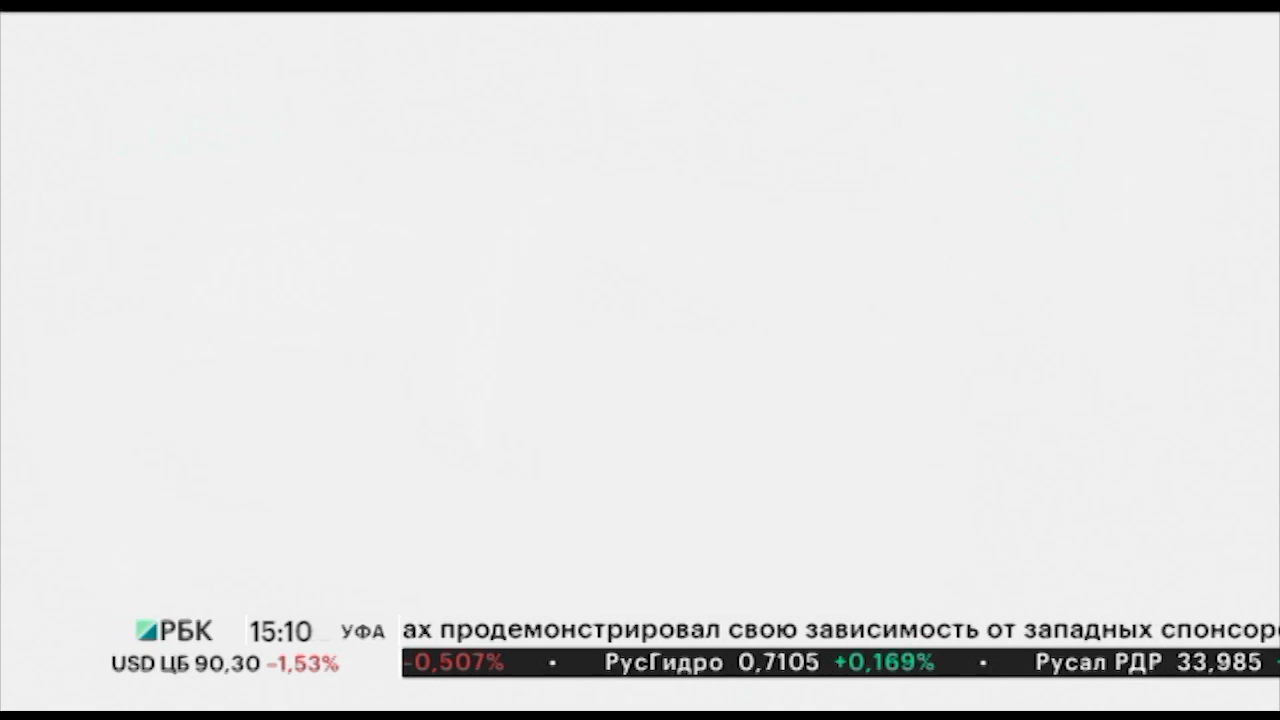 РБК 15:10 УФА ах продемонстрировал свою зависимость от западных спонсоро
USD ЦБ 90,30 -1,53% -0,507% · РусГидро 0,7105 +0,169% · Русал РДР 33,985